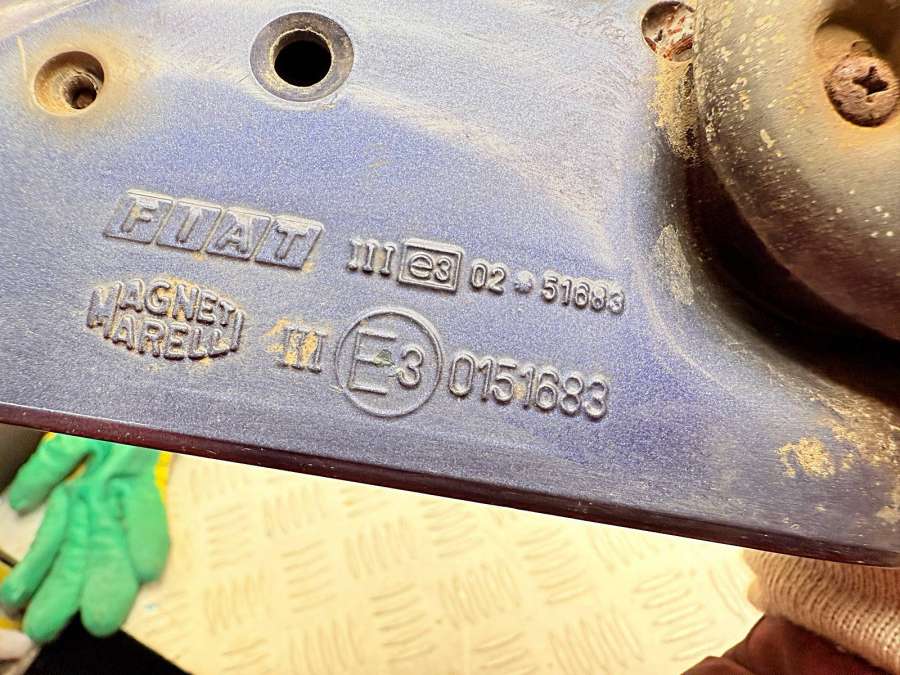 FIAT III e3 02 * 51683
MAGNETI
MARELLI
III E3 0151683